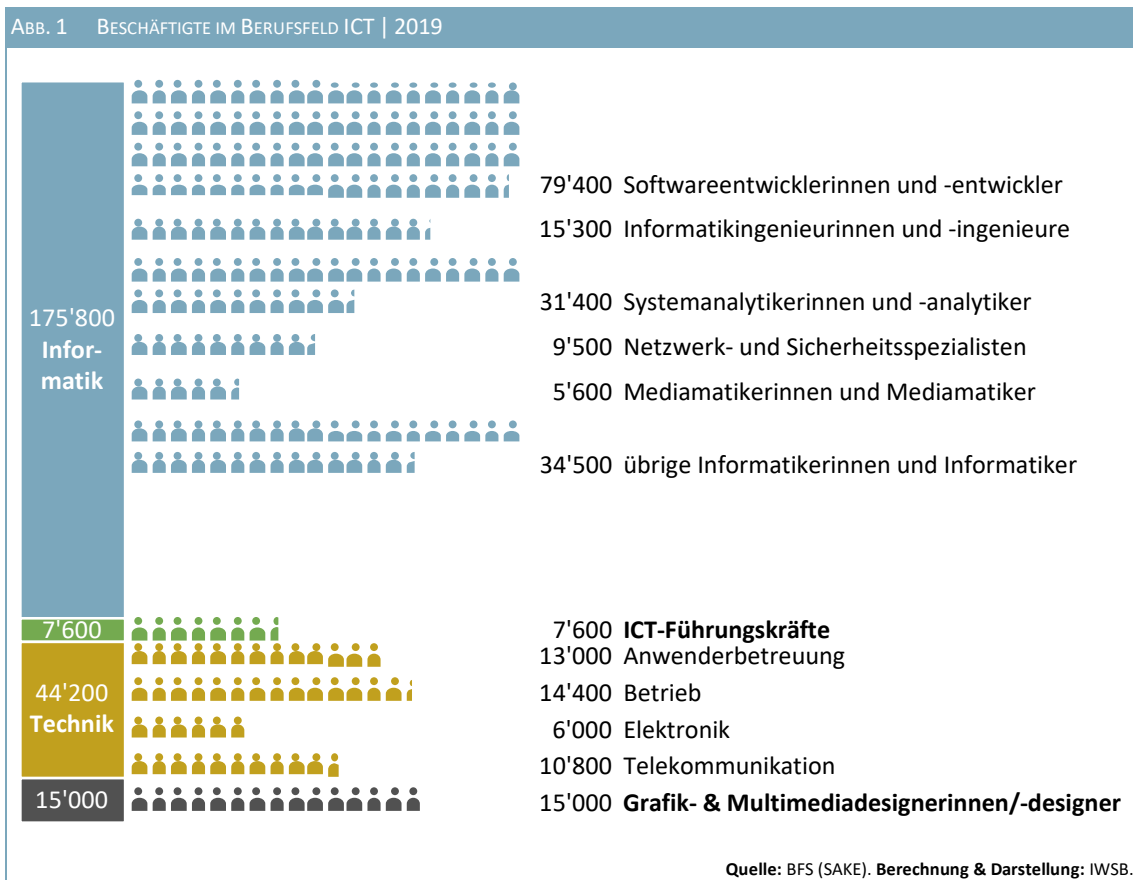 ABB. 1 BESCHÄFTIGTE IM BERUFSFELD ICT | 2019
79'400 Softwareentwicklerinnen und -entwickler
15'300 Informatikingenieurinnen und -ingenieure
31'400 Systemanalytikerinnen und -analytiker
175'800
Infor-
matik
9'500 Netzwerk- und Sicherheitsspezialisten
5'600 Mediamatikerinnen und Mediamatiker
34'500 übrige Informatikerinnen und Informatiker
7'600
7'600 ICT-Führungskräfte
13'000 Anwenderbetreuung
44'200
Technik
14'400 Betrieb
6'000 Elektronik
10'800 Telekommunikation
15'000
15'000 Grafik- & Multimediadesignerinnen/-designer
Quelle: BFS (SAKE). Berechnung & Darstellung: IWSB.